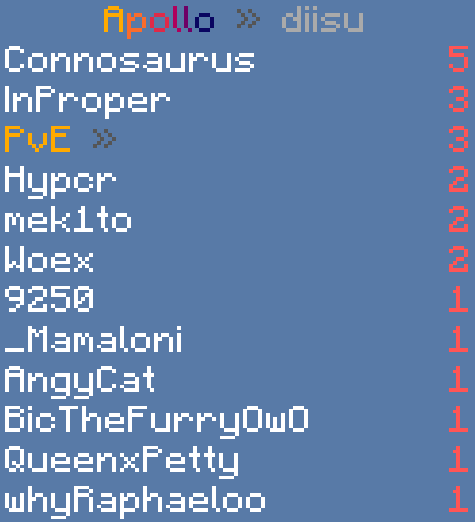 Apollo » diisu
Connosaurus 5
InProper 3
PvE » 3
Hypcr 2
mek1to 2
Woex 2
9250 1
_Mamaloni 1
AngyCat 1
BicTheFurryOwO 1
QueenxPetty 1
whyRaphaeloo 1